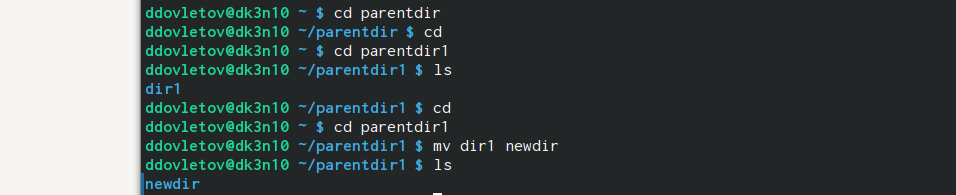 ddovletov@dk3n10 ~ $ cd parentdir
ddovletov@dk3n10 ~/parentdir $ cd
ddovletov@dk3n10 ~ $ cd parentdir1
ddovletov@dk3n10 ~/parentdir1 $ ls
dir1
ddovletov@dk3n10 ~/parentdir1 $ cd
ddovletov@dk3n10 ~ $ cd parentdir1
ddovletov@dk3n10 ~/parentdir1 $ mv dir1 newdir
ddovletov@dk3n10 ~/parentdir1 $ ls
newdir